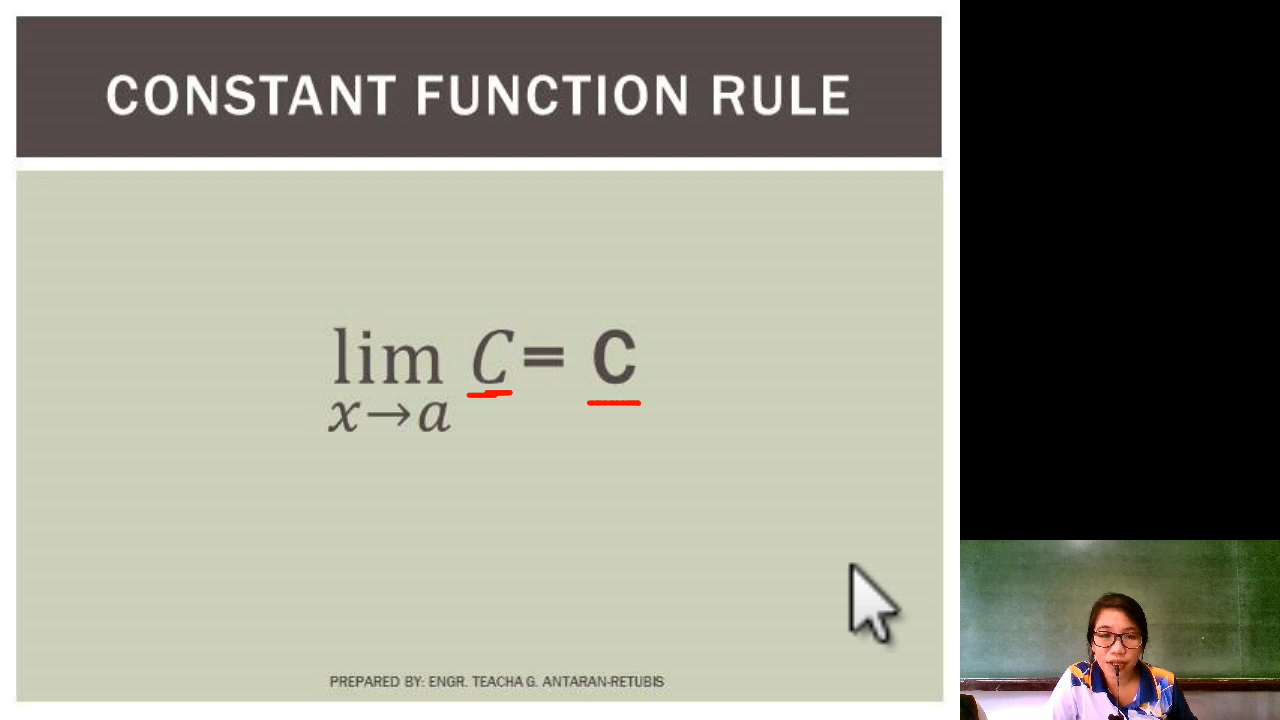 CONSTANT FUNCTION RULE
lim C = C
x→a
PREPARED BY: ENGR. TEACHA G. ANTARAN-RETUBIS